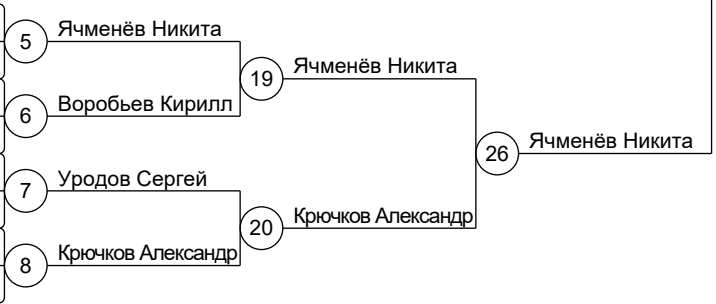 5
Ячменёв Никита
19
Ячменёв Никита
6
Воробьев Кирилл
26
Ячменёв Никита
7
Уродов Сергей
20
Крючков Александр
8
Крючков Александр